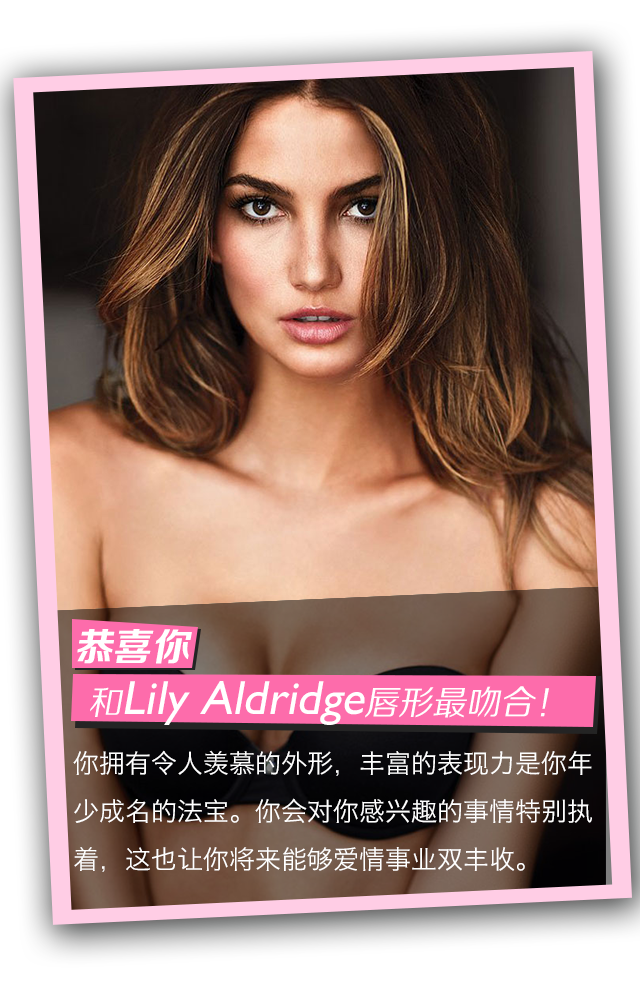 恭喜你
和Lily Aldridge唇形最吻合！
你拥有令人羡慕的外形，丰富的表现力是你年
少成名的法宝。你会对你感兴趣的事情特别执
着，这也让你将来能够爱情事业双丰收。